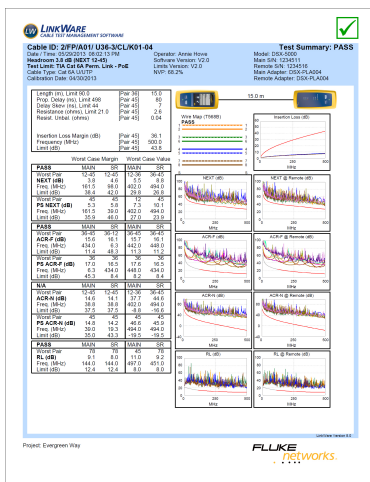 LW LINKWARE
CABLE TEST MANAGEMENT SOFTWARE
Cable ID: 2/FP/A01/ U36-3/CL/K01-04
Test Summary: PASS
Date / Time: 05/29/2013 08:02:13 PM
Headroom 3.8 dB (NEXT 12-45)
Test Limit: TIA Cat 6A Perm. Link - PoE
Cable Type: Cat 6A U/UTP
Calibration Date: 04/30/2013
Operator: Annie Howe
Software Version: V2.0
Limits Version: V2.0
NVP: 68.2%
Model: DSX-5000
Main S/N: 1234511
Remote S/N: 1234516
Main Adapter: DSX-PLA004
Remote Adapter: DSX-PLA004
Length (ft), Limit 90.0 [Pair 36] 15.0
Prop. Delay (ns), Limit 498 [Pair 45] 80
Delay Skew (ns), Limit 44 [Pair 45] 7
Resistance (ohms), Limit 21.0 [Pair 45] 2.6
Resist. Unbal. (ohms) [Pair 45] 0.04
Insertion Loss Margin (dB) [Pair 45] 36.1
Frequency (MHz) [Pair 45] 500.0
Limit (dB) [Pair 45] 43.8
Worst Case Margin Worst Case Value
PASS MAIN SR MAIN SR
Worst Pair 12-45 12-45 12-36 36-45
NEXT (dB) 3.8 4.6 5.5 8.8
Freq. (MHz) 161.5 98.0 402.0 494.0
Limit (dB) 38.4 42.0 29.8 26.8
Worst Pair 45 45 12 45
PS NEXT (dB) 5.3 5.8 7.3 10.1
Freq. (MHz) 161.5 39.0 402.0 494.0
Limit (dB) 35.9 46.0 27.0 23.9
PASS MAIN SR MAIN SR
Worst Pair 36-45 36-12 36-45 36-45
ACR-F (dB) 15.6 16.1 15.7 16.1
Freq. (MHz) 434.0 6.3 442.0 448.0
Limit (dB) 11.4 48.3 11.3 11.2
Worst Pair 36 36 36 36
PS ACR-F (dB) 17.0 16.5 17.6 16.5
Freq. (MHz) 6.3 434.0 448.0 434.0
Limit (dB) 45.3 8.4 8.2 8.4
N/A MAIN SR MAIN SR
Worst Pair 12-45 12-45 12-36 36-45
ACR-N (dB) 14.6 14.1 37.7 44.6
Freq. (MHz) 38.8 38.8 402.0 494.0
Limit (dB) 37.5 37.5 -8.8 -16.6
Worst Pair 45 45 45 45
PS ACR-N (dB) 14.8 14.2 46.6 45.9
Freq. (MHz) 39.0 19.3 494.0 494.0
Limit (dB) 35.0 43.3 -19.5 -19.5
PASS MAIN SR MAIN SR
Worst Pair 78 78 36 78
RL (dB) 9.1 8.0 11.0 9.2
Freq. (MHz) 144.0 144.0 497.0 451.0
Limit (dB) 12.4 12.4 8.0 8.0
15.0 m
Wire Map (T568B)
PASS
Insertion Loss (dB)
MHz
NEXT (dB)
NEXT @ Remote (dB)
MHz
MHz
ACR-F (dB)
ACR-F @ Remote (dB)
MHz
MHz
ACR-N (dB)
ACR-N @ Remote (dB)
MHz
MHz
RL (dB)
RL @ Remote (dB)
MHz
MHz
Project: Evergreen Way
FLUKE
networks.